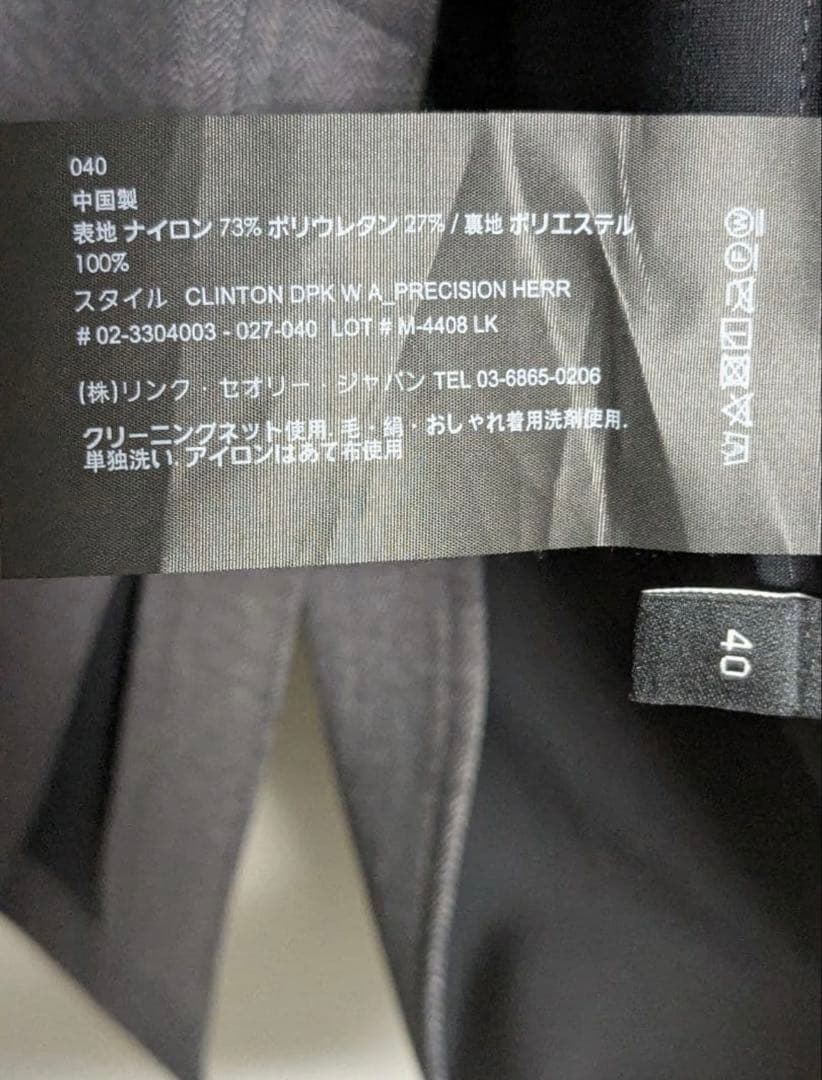 040
中国製
表地 ナイロン 73% ポリウレタン 27% / 裏地 ポリエステル
100%
スタイル CLINTON DPK W A_PRECISION HERR
# 02-3304003 - 027-040 LOT # M-4408 LK
(株)リンク・セオリー・ジャパン TEL 03-6865-0206
クリーニングネット使用. 毛・絹・おしゃれ着用洗剤使用.
単独洗い. アイロンはあて布使用
W
F
40